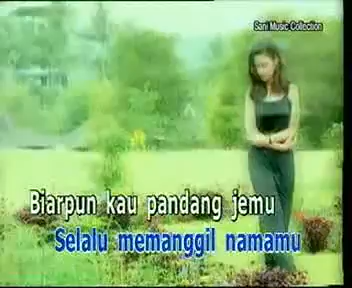 Sani Music Collection
Biarpun kau pandang jemu
Selalu memanggil namamu